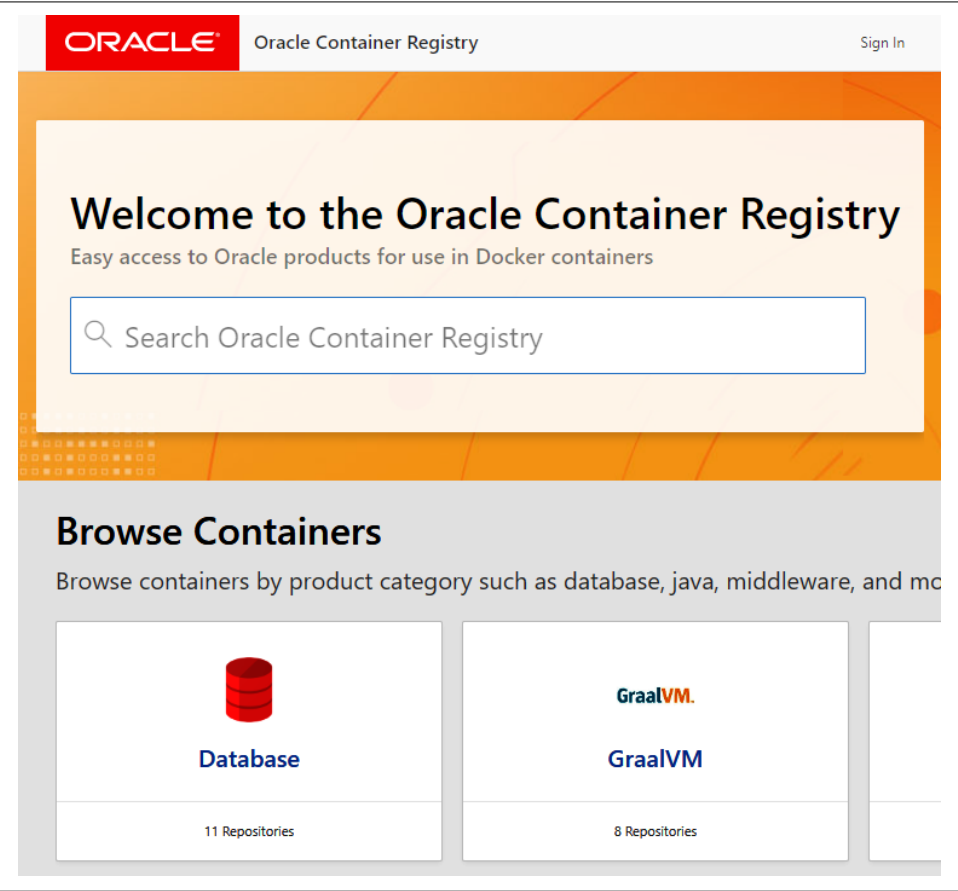 ORACLE®
Oracle Container Registry
Sign In
Welcome to the Oracle Container Registry
Easy access to Oracle products for use in Docker containers
Search Oracle Container Registry
Browse Containers
Browse containers by product category such as database, java, middleware, and mo
GraalVM.
Database
GraalVM
11 Repositories
8 Repositories